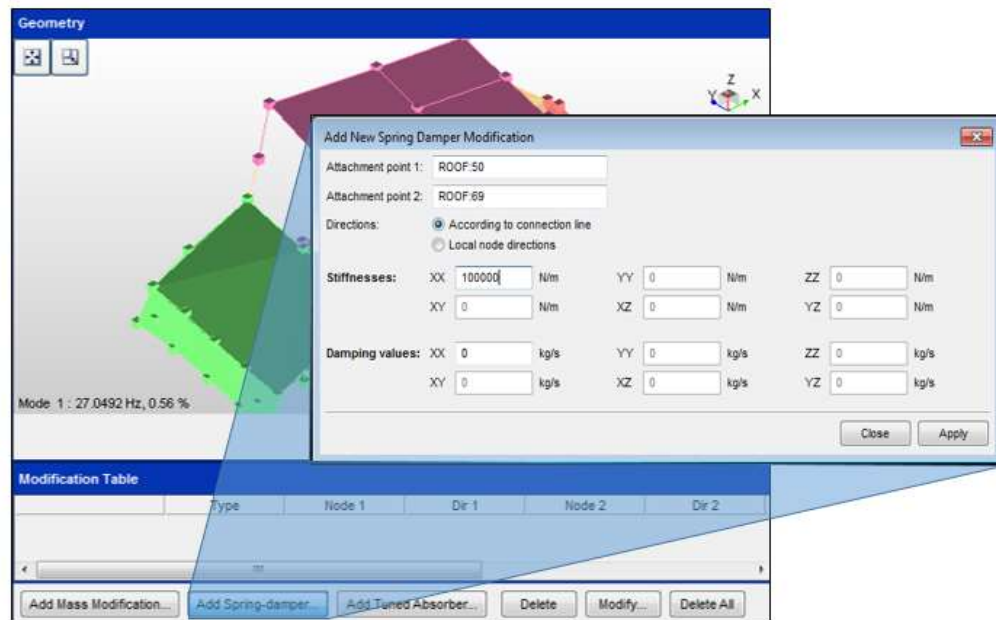 Geometry
Z
Y X
Add New Spring Damper Modification
Attachment point 1: ROOF:50
Attachment point 2: ROOF:69
Directions: According to connection line
Local node directions
Stiffnesses: XX 100000 N/m YY 0 N/m ZZ 0 N/m
XY 0 N/m XZ 0 N/m YZ 0 N/m
Damping values: XX 0 kg/s YY 0 kg/s ZZ 0 kg/s
XY 0 kg/s XZ 0 kg/s YZ 0 kg/s
Close Apply
Mode 1 : 27.0492 Hz, 0.56 %
Modification Table
Type Node 1 Dir 1 Node 2 Dir 2
Add Mass Modification... Add Spring-damper... Add Tuned Absorber... Delete Modify... Delete All